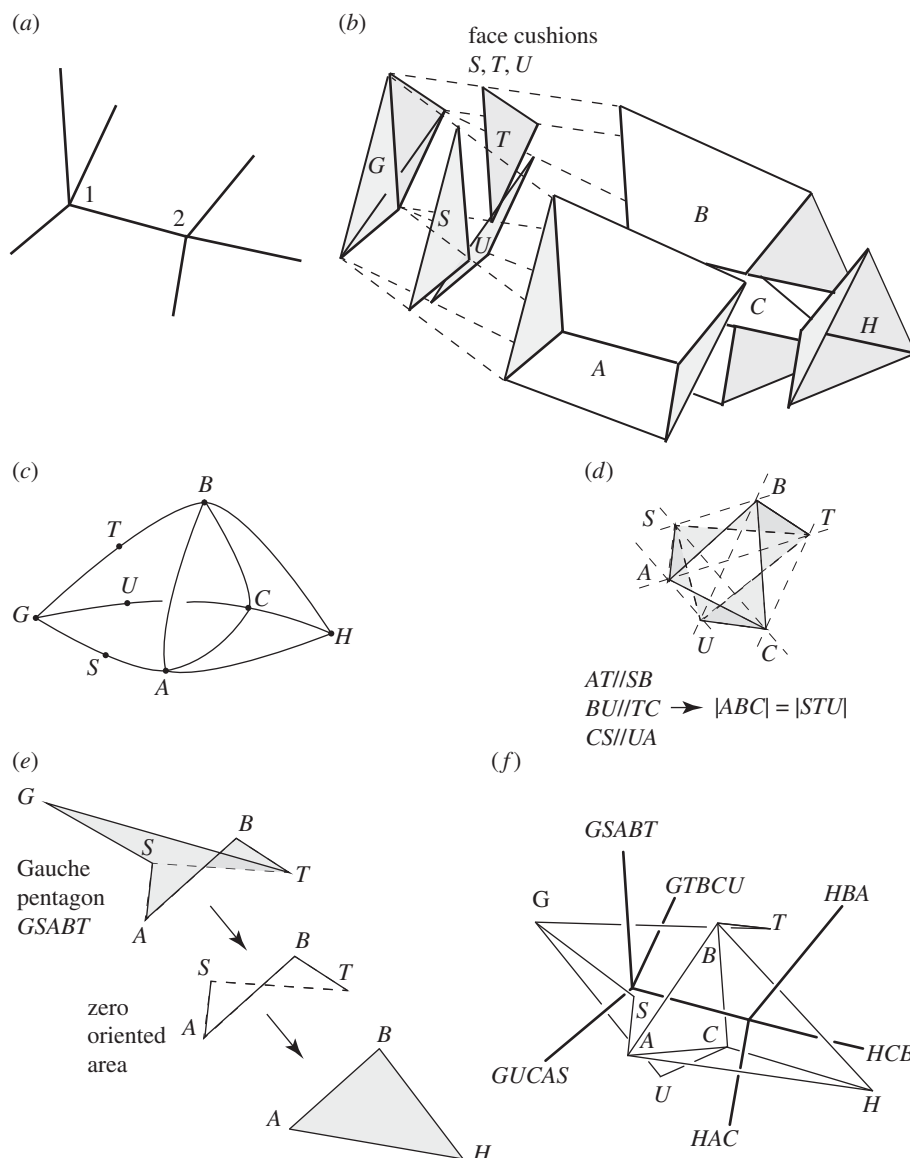 (a)
1
2
(b)
face cushions
S, T, U
G
T
S
U
B
C
A
H
(c)
B
T
U
C
G
H
S
A
(d)
B
S
T
A
U
C
AT//SB
BU//TC → |ABC| = |STU|
CS//UA
(e)
G
B
S
T
Gauche
pentagon
GSABT
A
B
S
T
zero
oriented
area
A
B
A
H
(f)
GSABT
GTBCU
HBA
G
T
B
S
C
A
HCB
GUCAS
U
H
HAC